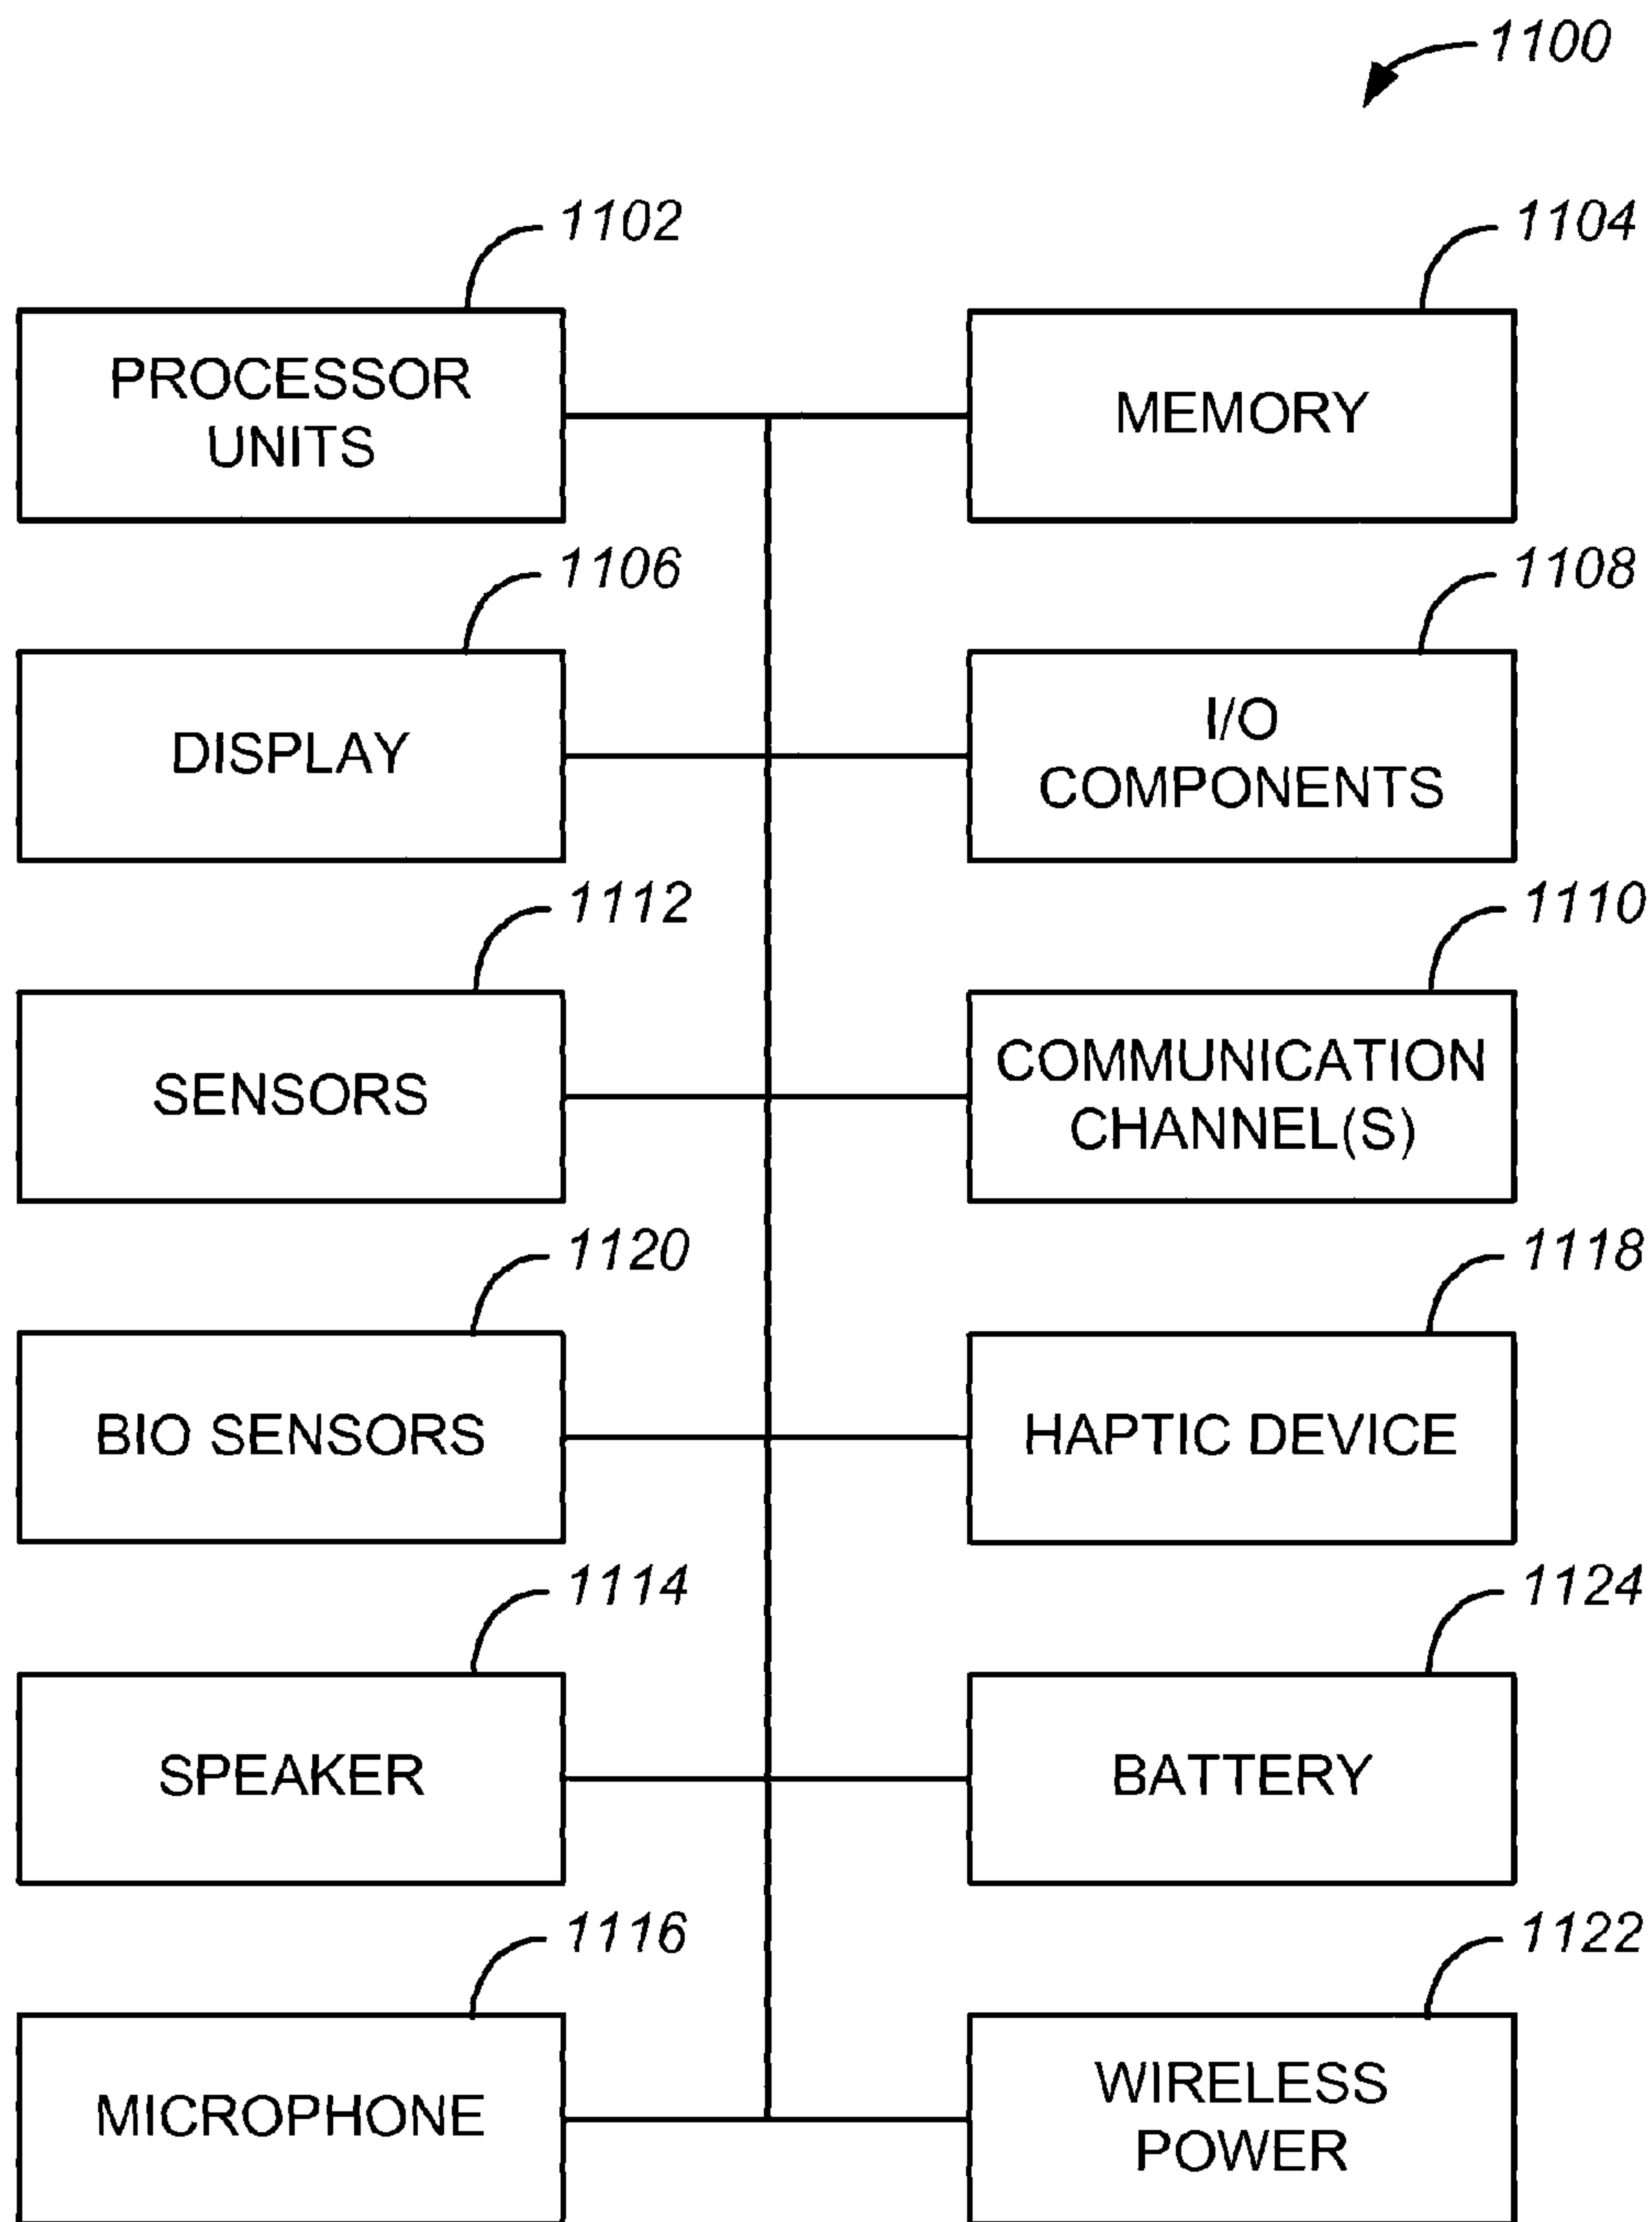 1100
1102
1104
PROCESSOR
UNITS
MEMORY
1106
1108
DISPLAY
I/O
COMPONENTS
1112
1110
SENSORS
COMMUNICATION
CHANNEL(S)
1120
1118
BIO SENSORS
HAPTIC DEVICE
1114
1124
SPEAKER
BATTERY
1116
1122
MICROPHONE
WIRELESS
POWER